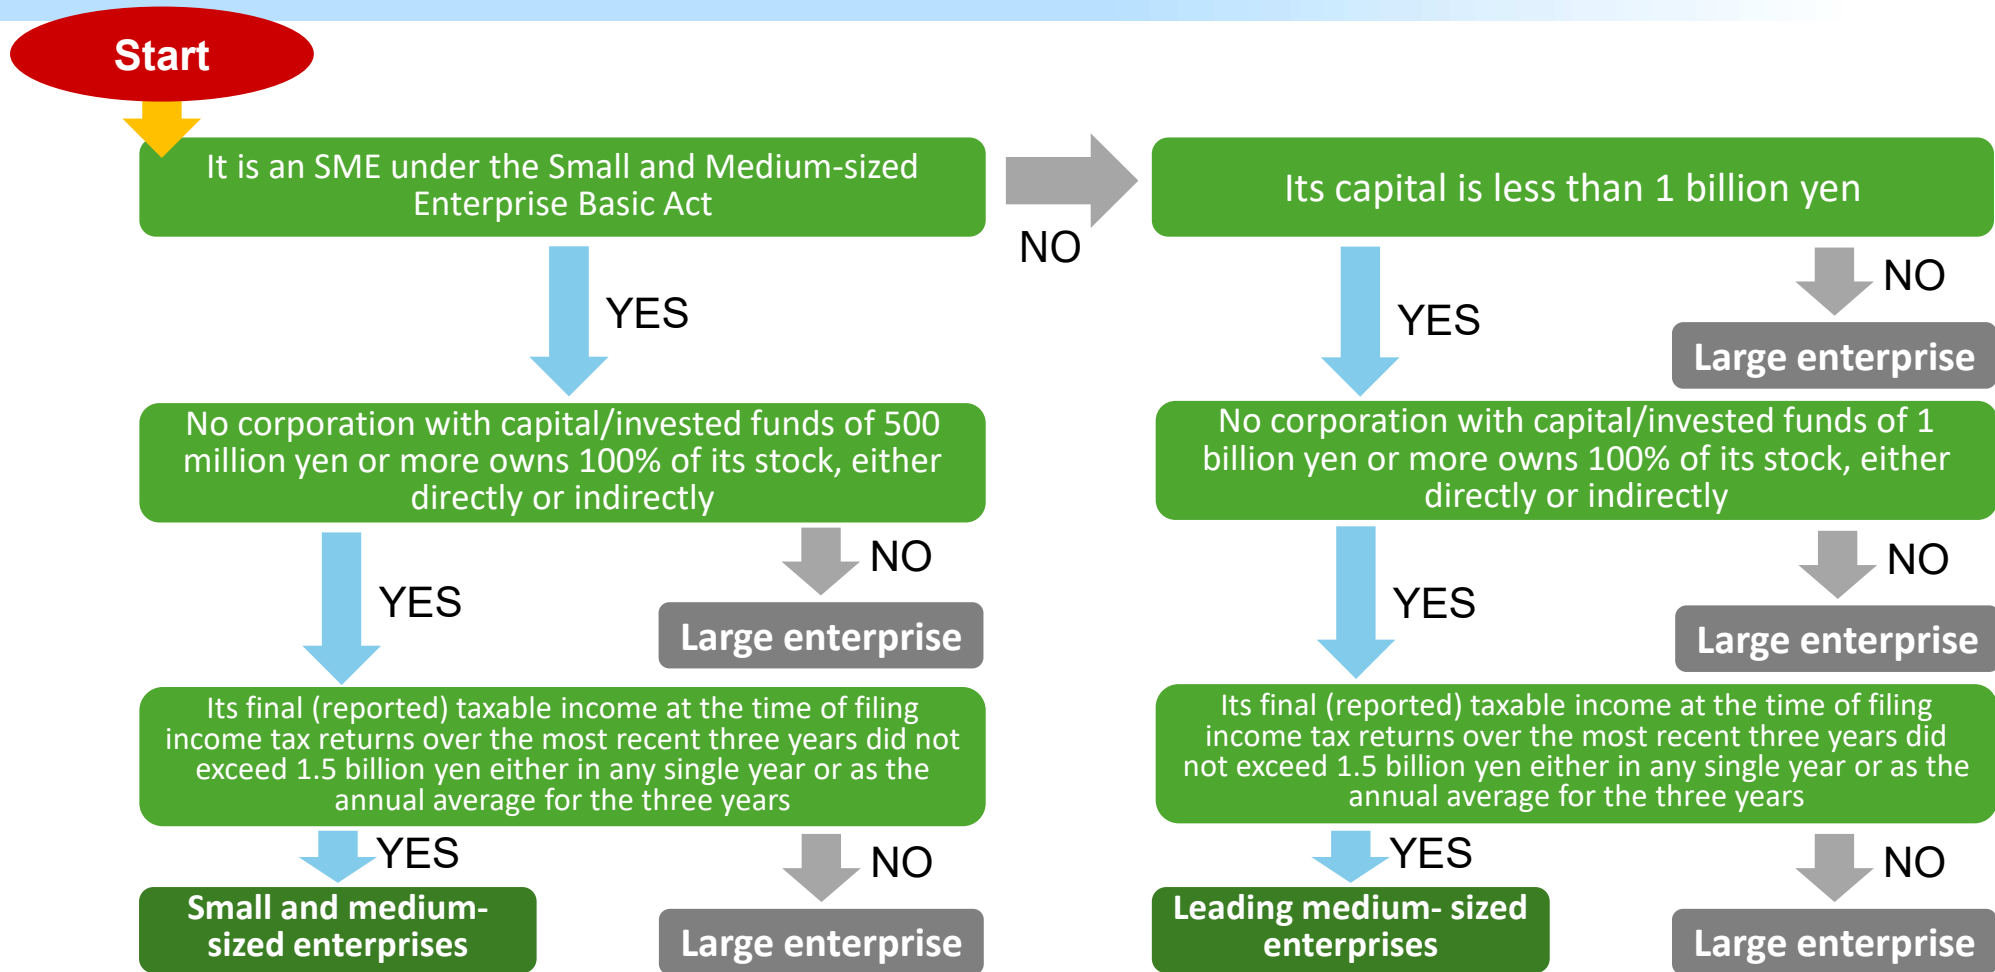 Start
It is an SME under the Small and Medium-sized
Enterprise Basic Act
NO
Its capital is less than 1 billion yen
YES
YES
NO
Large enterprise
No corporation with capital/invested funds of 500
million yen or more owns 100% of its stock, either
directly or indirectly
No corporation with capital/invested funds of 1
billion yen or more owns 100% of its stock, either
directly or indirectly
YES
NO
Large enterprise
YES
NO
Large enterprise
Its final (reported) taxable income at the time of filing
income tax returns over the most recent three years did not
exceed 1.5 billion yen either in any single year or as the
annual average for the three years
Its final (reported) taxable income at the time of filing
income tax returns over the most recent three years did
not exceed 1.5 billion yen either in any single year or as the
annual average for the three years
YES
NO
YES
NO
Small and medium-
sized enterprises
Large enterprise
Leading medium- sized
enterprises
Large enterprise